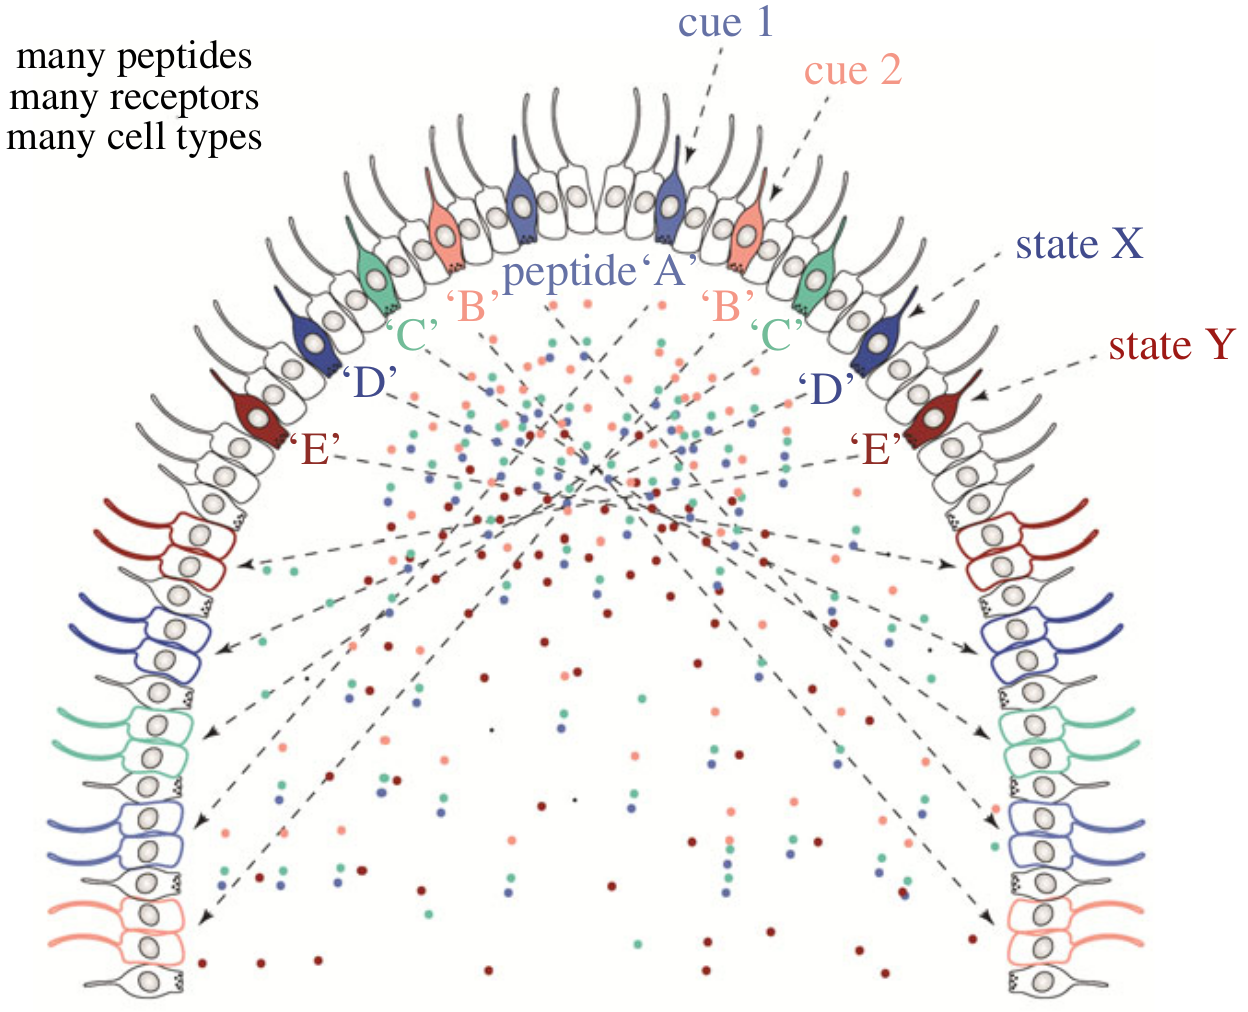 cue 1
many peptides
many receptors
many cell types
cue 2
state X
state Y
peptide ‘A’
‘B’
‘B’
‘C’
‘C’
‘D’
‘D’
‘E’
‘E’